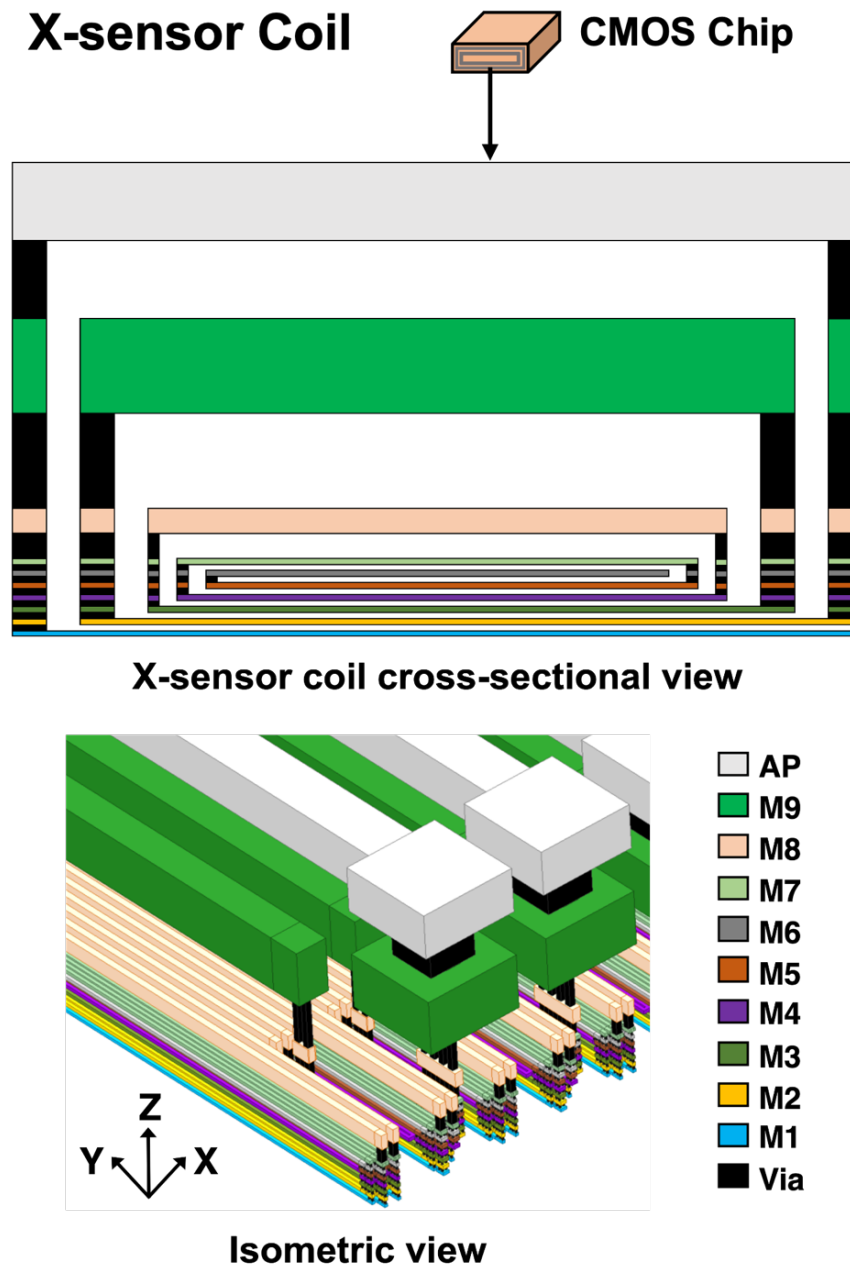 X-sensor Coil
CMOS Chip
X-sensor coil cross-sectional view
AP
M9
M8
M7
M6
M5
M4
M3
M2
M1
Via
Z
Y
X
Isometric view